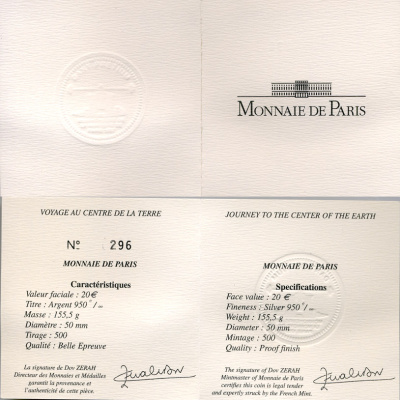 MONNAIE DE PARIS
VOYAGE AU CENTRE DE LA TERRE
Nº 296
MONNAIE DE PARIS
Caractéristiques
Valeur faciale : 20 €
Titre : Argent 950°/₀₀
Masse : 155,5 g
Diamètre : 50 mm
Tirage : 500
Qualité : Belle Epreuve
La signature de Dov ZERAH
Directeur des Monnaies et Médailles
garantit la provenance et
l'authenticité de cette pièce.
JOURNEY TO THE CENTER OF THE EARTH
MONNAIE DE PARIS
Specifications
Face value : 20 €
Fineness : Silver 950°/₀₀
Weight : 155,5 g
Diameter : 50 mm
Mintage : 500
Quality : Proof finish
The signature of Dov ZERAH
Mintmaster of Monnaie de Paris
certifies this coin is legal tender
and expertly struck by the French Mint.